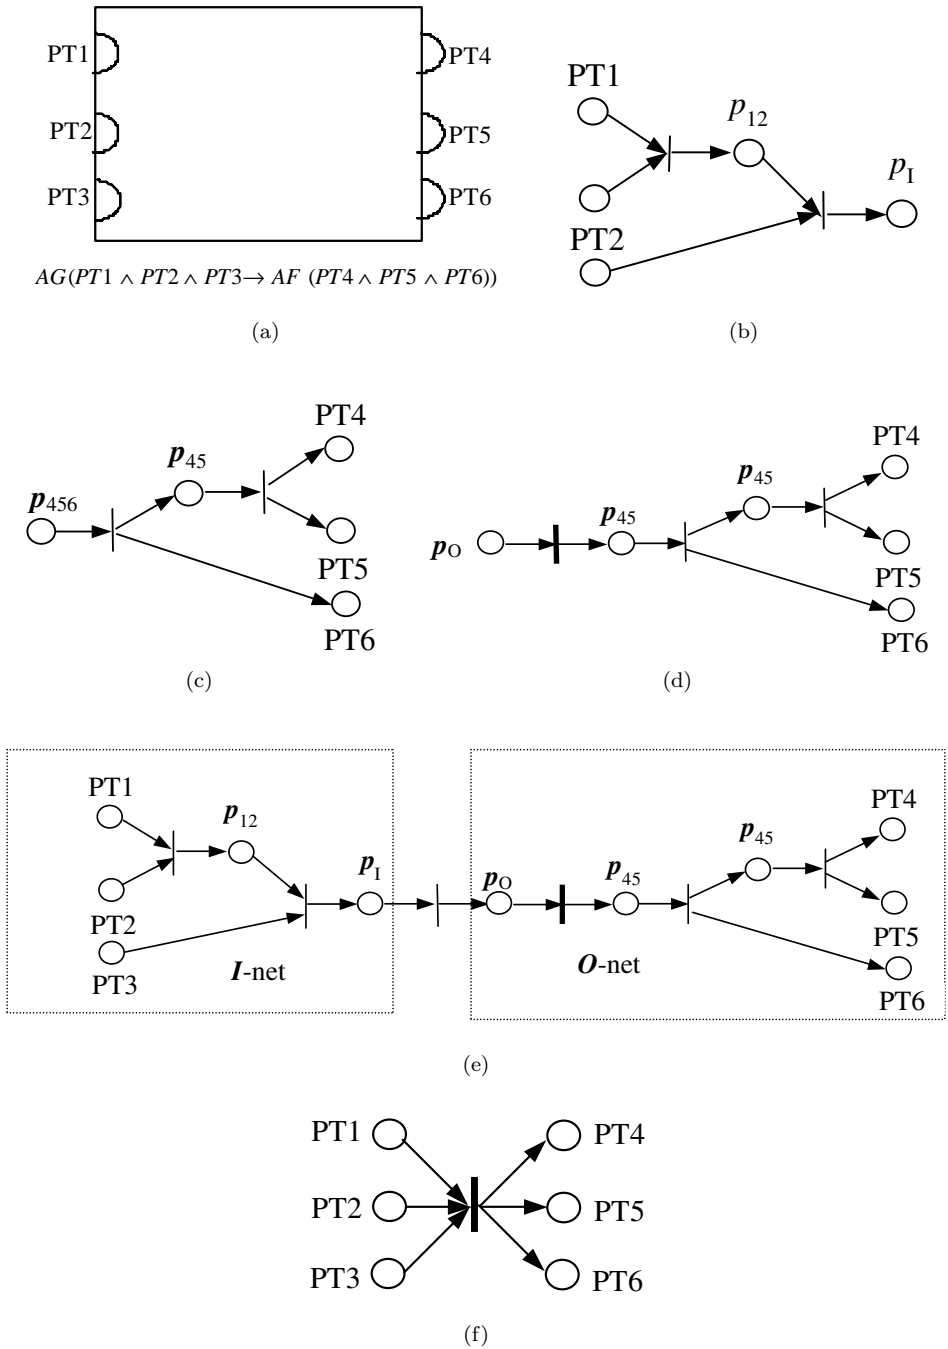 PT1
PT4
PT2
PT5
PT3
PT6
AG(PT1 ∧ PT2 ∧ PT3→ AF (PT4 ∧ PT5 ∧ PT6))
(a)
PT1
p12
pI
PT2
(b)
PT4
p45
p456
PT5
PT6
(c)
PT4
p45
p45
pO
PT5
PT6
(d)
PT1
p12
PT2
pI
PT3
I-net
pO
p45
p45
PT4
PT5
O-net
PT6
(e)
PT1
PT4
PT2
PT5
PT3
PT6
(f)